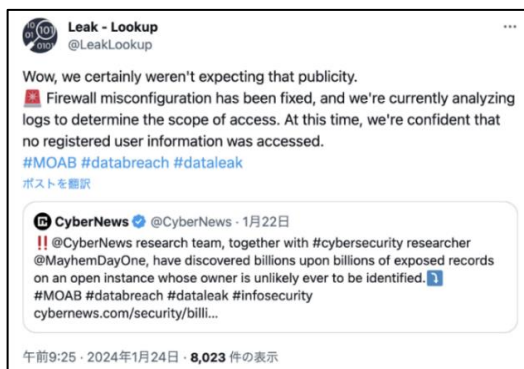 Leak - Lookup
@LeakLookup
Wow, we certainly weren't expecting that publicity.
🚨 Firewall misconfiguration has been fixed, and we're currently analyzing
logs to determine the scope of access. At this time, we're confident that
no registered user information was accessed.
#MOAB #databreach #dataleak
ポストを翻訳
CyberNews @CyberNews · 1月22日
‼️ @CyberNews research team, together with #cybersecurity researcher
@MayhemDayOne, have discovered billions upon billions of exposed records
on an open instance whose owner is unlikely ever to be identified.⤵️
#MOAB #databreach #dataleak #infosecurity
cybernews.com/security/billi...
午前9:25 · 2024年1月24日 · 8,023 件の表示